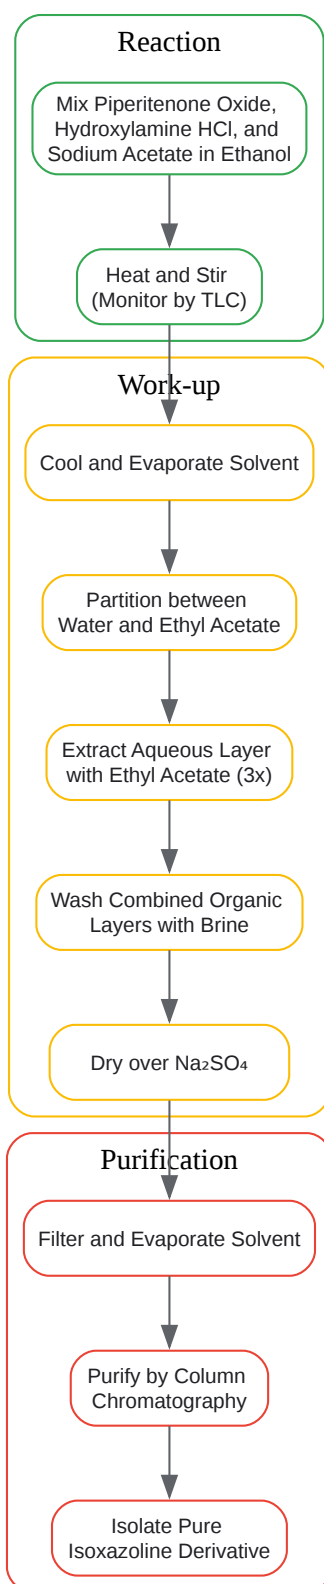 Reaction
Mix Piperitenone Oxide,
Hydroxylamine HCl, and
Sodium Acetate in Ethanol
Heat and Stir
(Monitor by TLC)
Work-up
Cool and Evaporate Solvent
Partition between
Water and Ethyl Acetate
Extract Aqueous Layer
with Ethyl Acetate (3x)
Wash Combined Organic
Layers with Brine
Dry over Na₂SO₄
Purification
Filter and Evaporate Solvent
Purify by Column
Chromatography
Isolate Pure
Isoxazoline Derivative